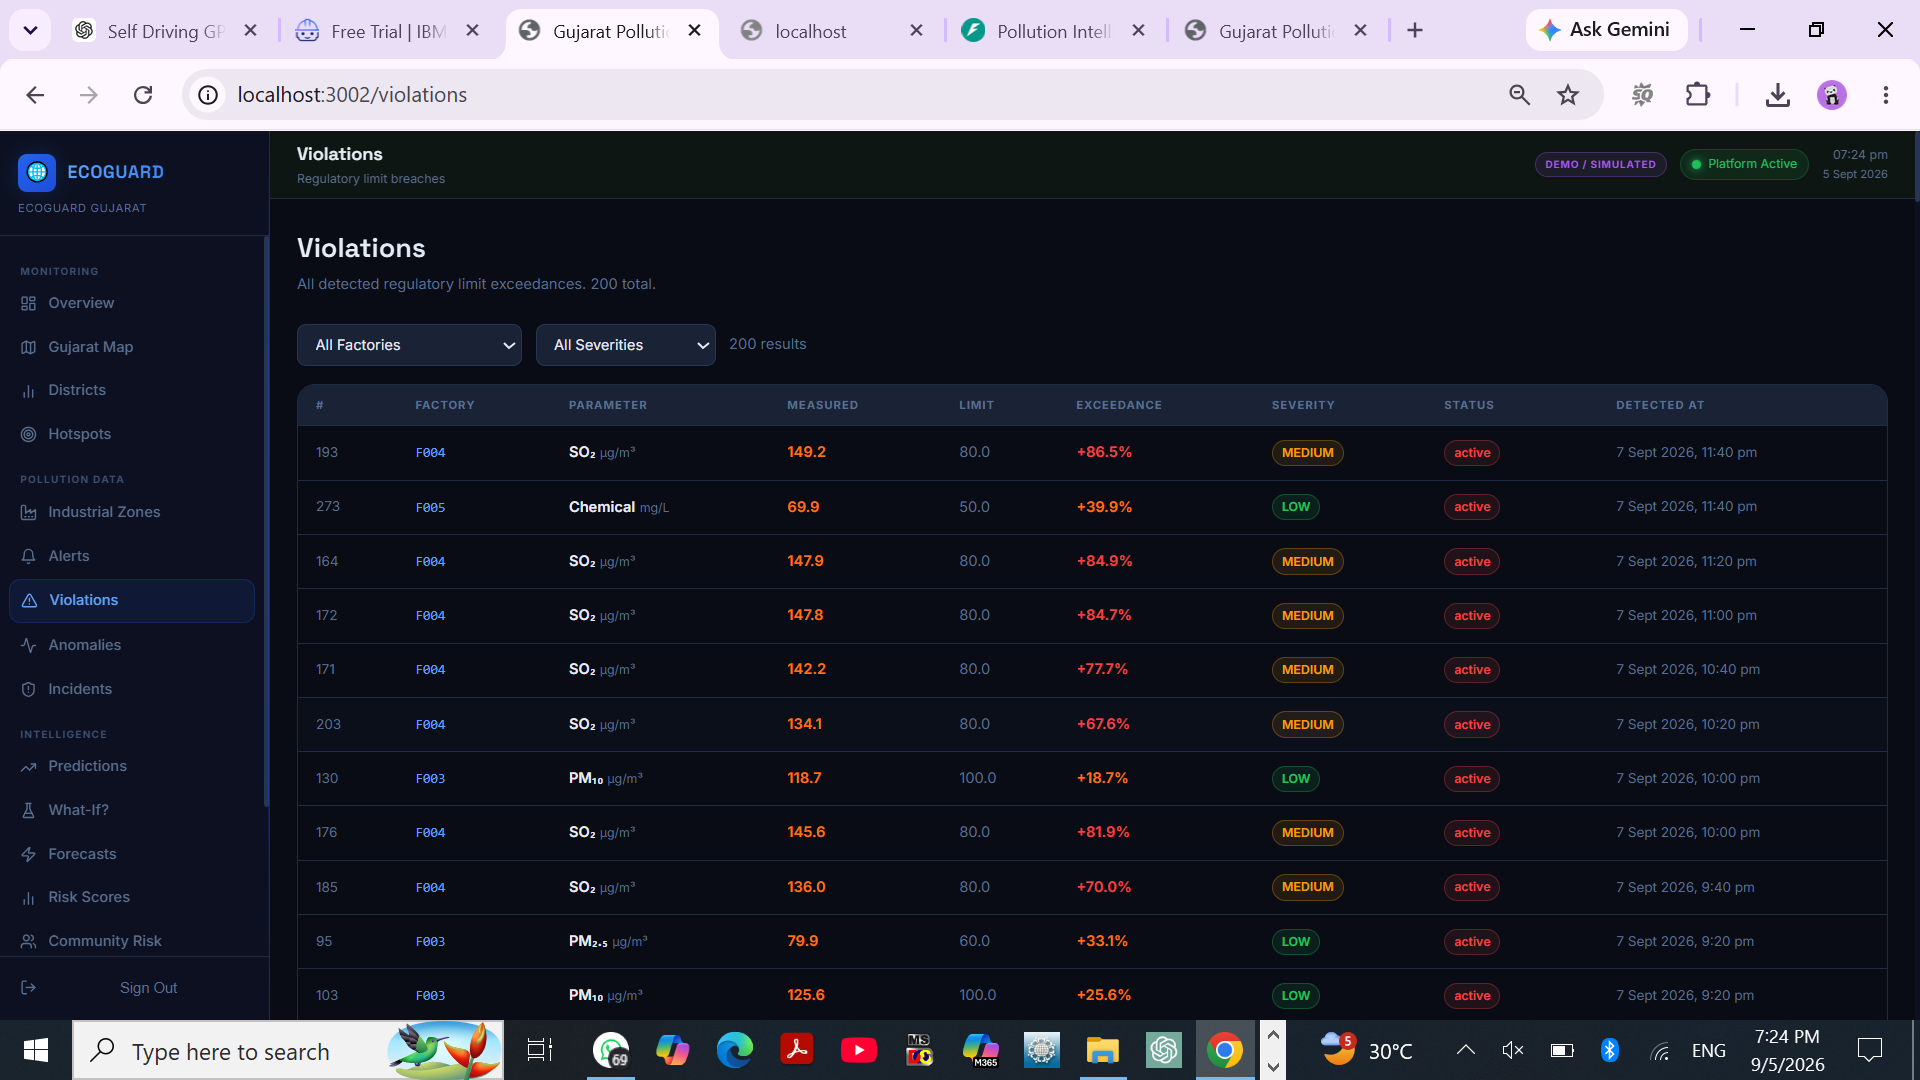 Self Driving GP
Free Trial | IBM
Gujarat Pollutic
localhost
Pollution Intell
Gujarat Pollutic
Ask Gemini
localhost:3002/violations
ECOGUARD
ECOGUARD GUJARAT
MONITORING
Overview
Gujarat Map
Districts
Hotspots
POLLUTION DATA
Industrial Zones
Alerts
Violations
Anomalies
Incidents
INTELLIGENCE
Predictions
What-If?
Forecasts
Risk Scores
Community Risk
Sign Out
Violations
Regulatory limit breaches
DEMO / SIMULATED
Platform Active
07:24 pm
5 Sept 2026
Violations
All detected regulatory limit exceedances. 200 total.
All Factories
All Severities
200 results
# FACTORY PARAMETER MEASURED LIMIT EXCEEDANCE SEVERITY STATUS DETECTED AT
193 F004 SO₂ µg/m³ 149.2 80.0 +86.5% MEDIUM active 7 Sept 2026, 11:40 pm
273 F005 Chemical mg/L 69.9 50.0 +39.9% LOW active 7 Sept 2026, 11:40 pm
164 F004 SO₂ µg/m³ 147.9 80.0 +84.9% MEDIUM active 7 Sept 2026, 11:20 pm
172 F004 SO₂ µg/m³ 147.8 80.0 +84.7% MEDIUM active 7 Sept 2026, 11:00 pm
171 F004 SO₂ µg/m³ 142.2 80.0 +77.7% MEDIUM active 7 Sept 2026, 10:40 pm
203 F004 SO₂ µg/m³ 134.1 80.0 +67.6% MEDIUM active 7 Sept 2026, 10:20 pm
130 F003 PM₁₀ µg/m³ 118.7 100.0 +18.7% LOW active 7 Sept 2026, 10:00 pm
176 F004 SO₂ µg/m³ 145.6 80.0 +81.9% MEDIUM active 7 Sept 2026, 10:00 pm
185 F004 SO₂ µg/m³ 136.0 80.0 +70.0% MEDIUM active 7 Sept 2026, 9:40 pm
95 F003 PM₂.₅ µg/m³ 79.9 60.0 +33.1% LOW active 7 Sept 2026, 9:20 pm
103 F003 PM₁₀ µg/m³ 125.6 100.0 +25.6% LOW active 7 Sept 2026, 9:20 pm
Type here to search
69
MS
M365
5
30°C
ENG
7:24 PM
9/5/2026